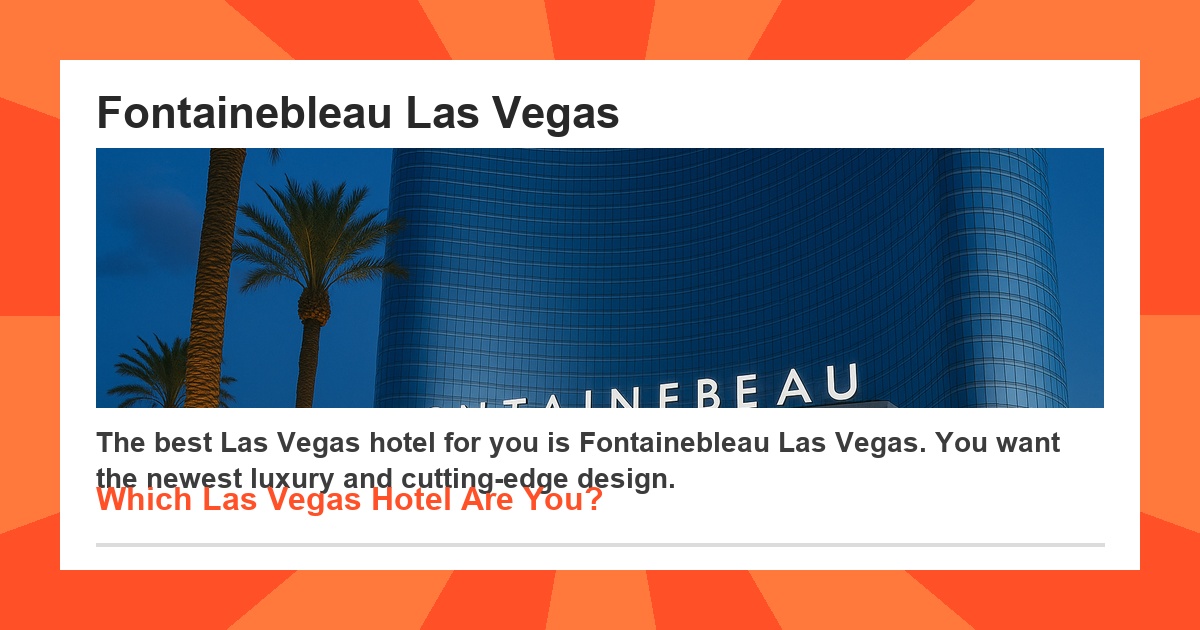 Fontainebleau Las Vegas
ONTAINEBEAU
The best Las Vegas hotel for you is Fontainebleau Las Vegas. You want
the newest luxury and cutting-edge design.
Which Las Vegas Hotel Are You?